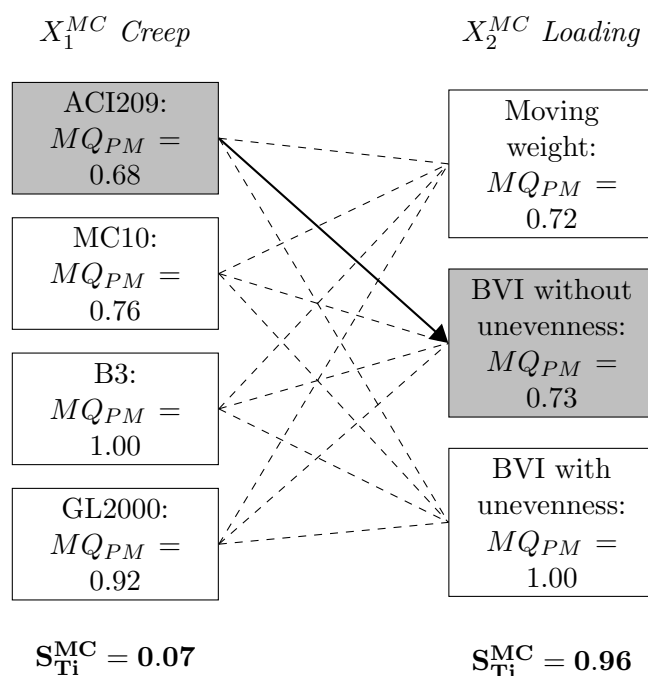 X_1^{MC} Creep
X_2^{MC} Loading
ACI209:
MQ_{PM} =
0.68
MC10:
MQ_{PM} =
0.76
B3:
MQ_{PM} =
1.00
GL2000:
MQ_{PM} =
0.92
Moving
weight:
MQ_{PM} =
0.72
BVI without
unevenness:
MQ_{PM} =
0.73
BVI with
unevenness:
MQ_{PM} =
1.00
S_{Ti}^{MC} = 0.07
S_{Ti}^{MC} = 0.96